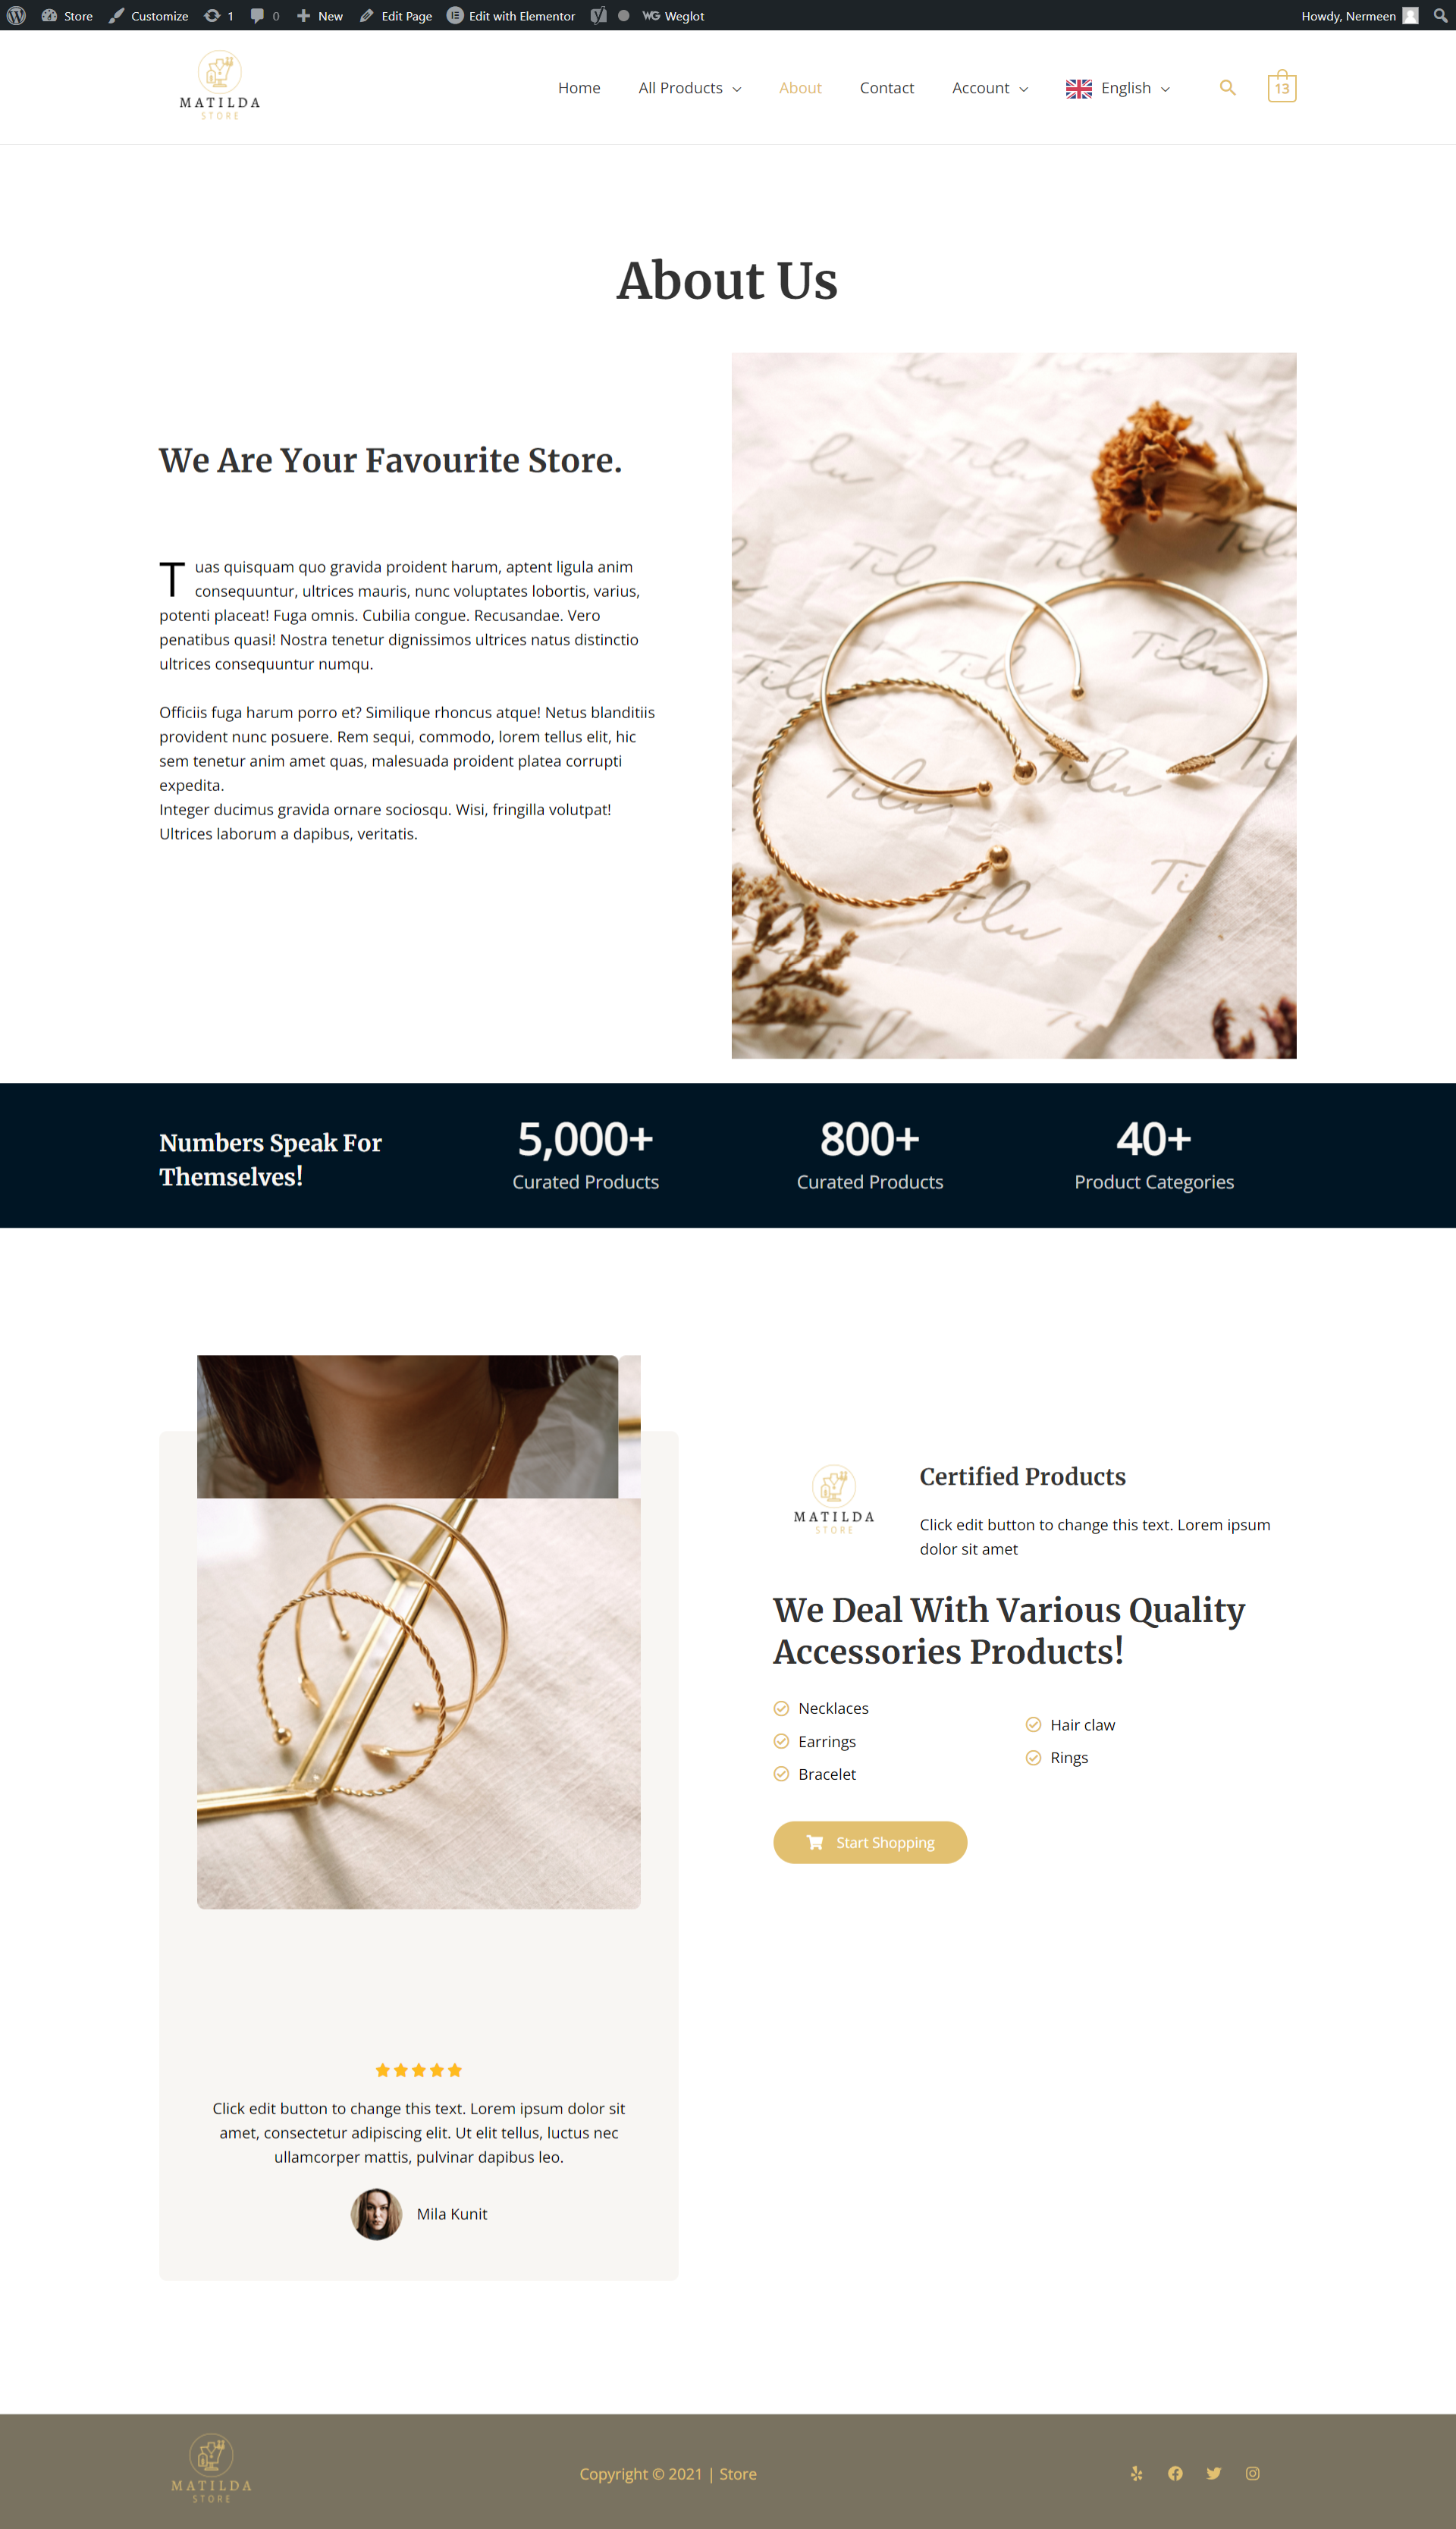 Store
Customize
1
0
New
Edit Page
Edit with Elementor
WG Weglot
Howdy, Nermeen
MATILDA
STORE
Home
All Products
About
Contact
Account
English
13
About Us
We Are Your Favourite Store.
Tuas quisquam quo gravida proident harum, aptent ligula anim
consequuntur, ultrices mauris, nunc voluptates lobortis, varius,
potenti placeat! Fuga omnis. Cubilia congue. Recusandae. Vero
penatibus quasi! Nostra tenetur dignissimos ultrices natus distinctio
ultrices consequuntur numqu.
Officiis fuga harum porro et? Similique rhoncus atque! Netus blanditiis
provident nunc posuere. Rem sequi, commodo, lorem tellus elit, hic
sem tenetur anim amet quas, malesuada proident platea corrupti
expedita.
Integer ducimus gravida ornare sociosqu. Wisi, fringilla volutpat!
Ultrices laborum a dapibus, veritatis.
Tilu
Tilu
Tilu
Tilu
Tilu
Tilu
Tilu
Numbers Speak For
Themselves!
5,000+
Curated Products
800+
Curated Products
40+
Product Categories
MATILDA
STORE
Certified Products
Click edit button to change this text. Lorem ipsum
dolor sit amet
We Deal With Various Quality
Accessories Products!
Necklaces
Earrings
Bracelet
Hair claw
Rings
Start Shopping
Click edit button to change this text. Lorem ipsum dolor sit
amet, consectetur adipiscing elit. Ut elit tellus, luctus nec
ullamcorper mattis, pulvinar dapibus leo.
Mila Kunit
MATILDA
STORE
Copyright © 2021 | Store